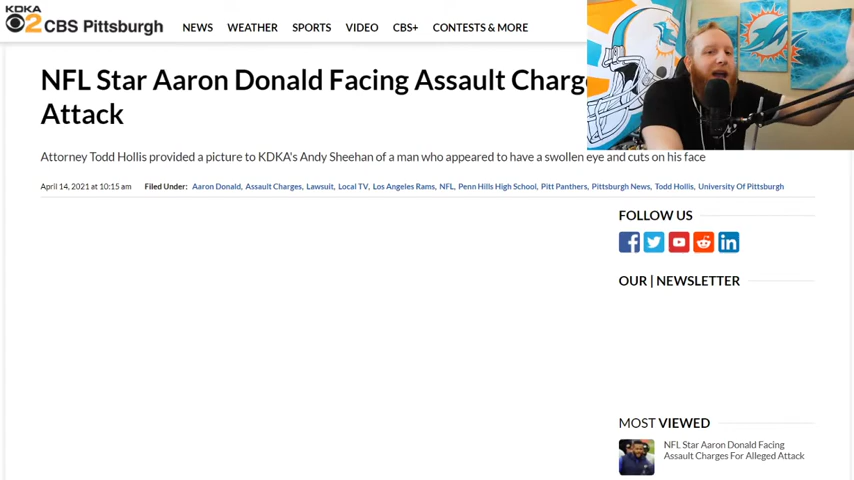 KDKA
2 CBS Pittsburgh
NEWS WEATHER SPORTS VIDEO CBS+ CONTESTS & MORE
NFL Star Aaron Donald Facing Assault Charg
Attack
Attorney Todd Hollis provided a picture to KDKA's Andy Sheehan of a man who appeared to have a swollen eye and cuts on his face
April 14, 2021 at 10:15 am Filed Under: Aaron Donald, Assault Charges, Lawsuit, Local TV, Los Angeles Rams, NFL, Penn Hills High School, Pitt Panthers, Pittsburgh News, Todd Hollis, University Of Pittsburgh
FOLLOW US
OUR | NEWSLETTER
MOST VIEWED
NFL Star Aaron Donald Facing
Assault Charges For Alleged Attack